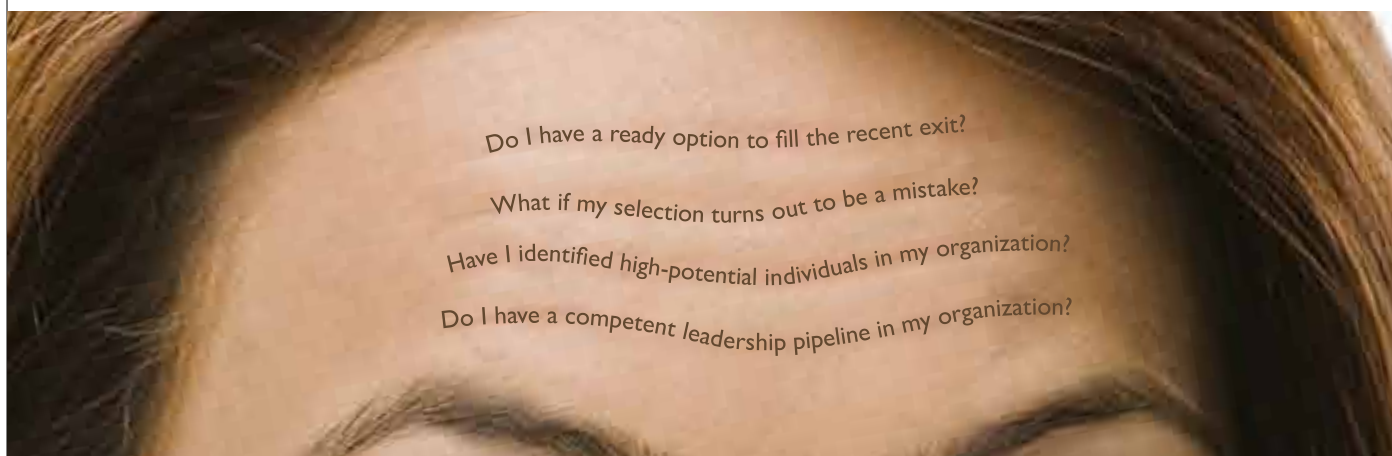 Do I have a ready option to fill the recent exit?
What if my selection turns out to be a mistake?
Have I identified high-potential individuals in my organization?
Do I have a competent leadership pipeline in my organization?